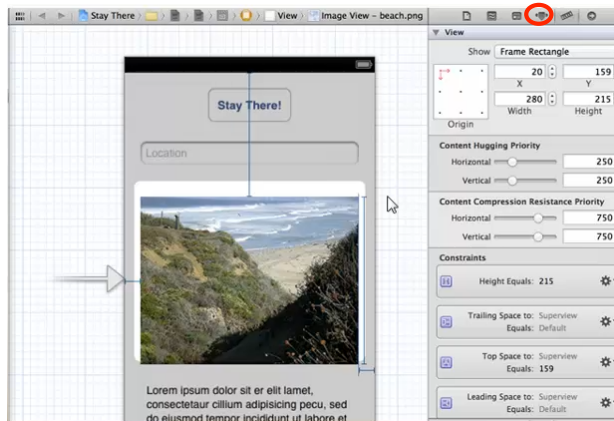 Stay There
View
Image View - beach.png
View
Show Frame Rectangle
20 159
X Y
280 215
Width Height
Origin
Content Hugging Priority
Horizontal 250
Vertical 250
Content Compression Resistance Priority
Horizontal 750
Vertical 750
Constraints
Height Equals: 215
Trailing Space to: Superview
Equals: Default
Top Space to: Superview
Equals: 159
Leading Space to: Superview
Equals: Default
Stay There!
Location
Lorem ipsum dolor sit er elit lamet,
consectetaur cillium adipisicing pecu, sed
do eiusmod tempor incididunt ut labore et